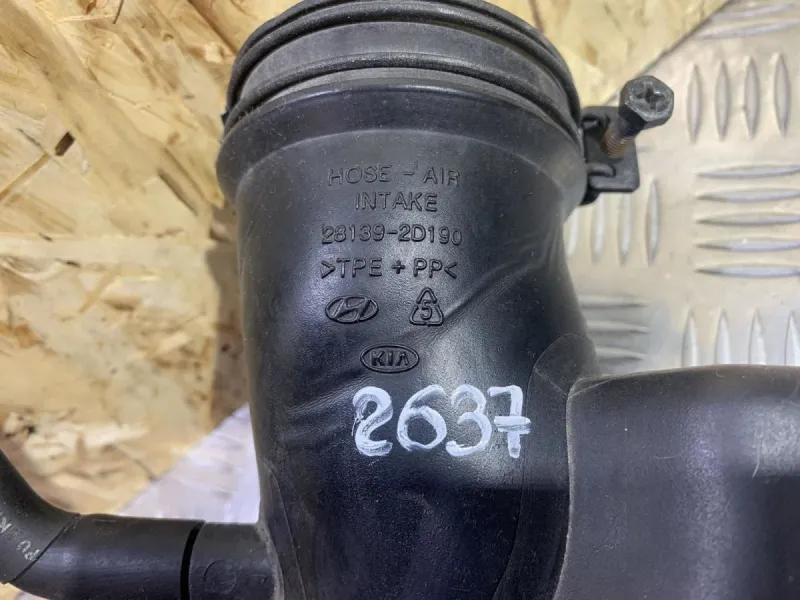 HOSE - AIR
INTAKE
28139-2D190
>TPE + PP<
5
KIA
2637